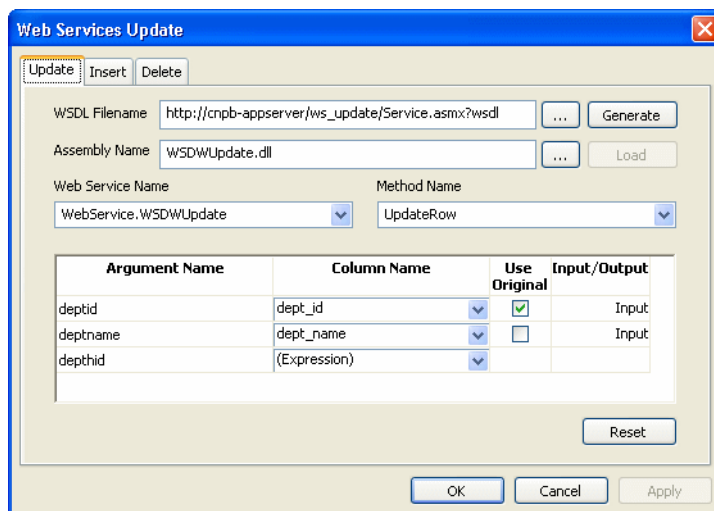 Web Services Update
Update Insert Delete
WSDL Filename http://cnpb-appserver/ws_update/Service.asmx?wsdl ... Generate
Assembly Name WSDWUpdate.dll ... Load
Web Service Name Method Name
WebService.WSDWUpdate UpdateRow
Argument Name Column Name Use Original Input/Output
deptid dept_id Input
deptname dept_name Input
depthid (Expression)
Reset
OK Cancel Apply